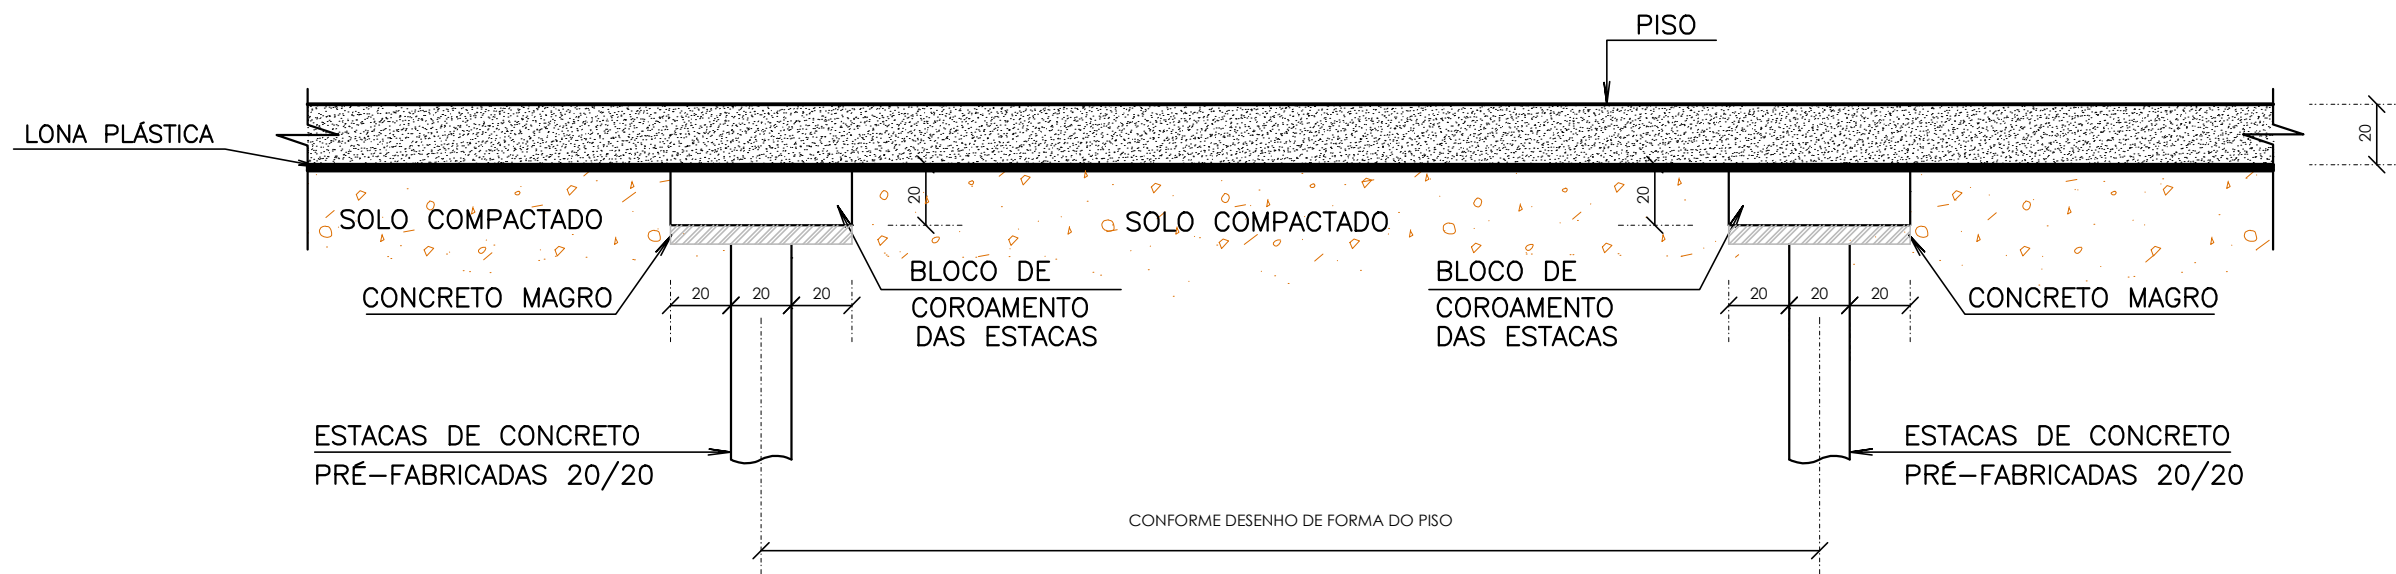 PISO
LONA PLÁSTICA
20
20
20
SOLO COMPACTADO
SOLO COMPACTADO
CONCRETO MAGRO
20 20 20
BLOCO DE
COROAMENTO
DAS ESTACAS
BLOCO DE
COROAMENTO
DAS ESTACAS
20 20 20
CONCRETO MAGRO
ESTACAS DE CONCRETO
PRÉ-FABRICADAS 20/20
ESTACAS DE CONCRETO
PRÉ-FABRICADAS 20/20
CONFORME DESENHO DE FORMA DO PISO